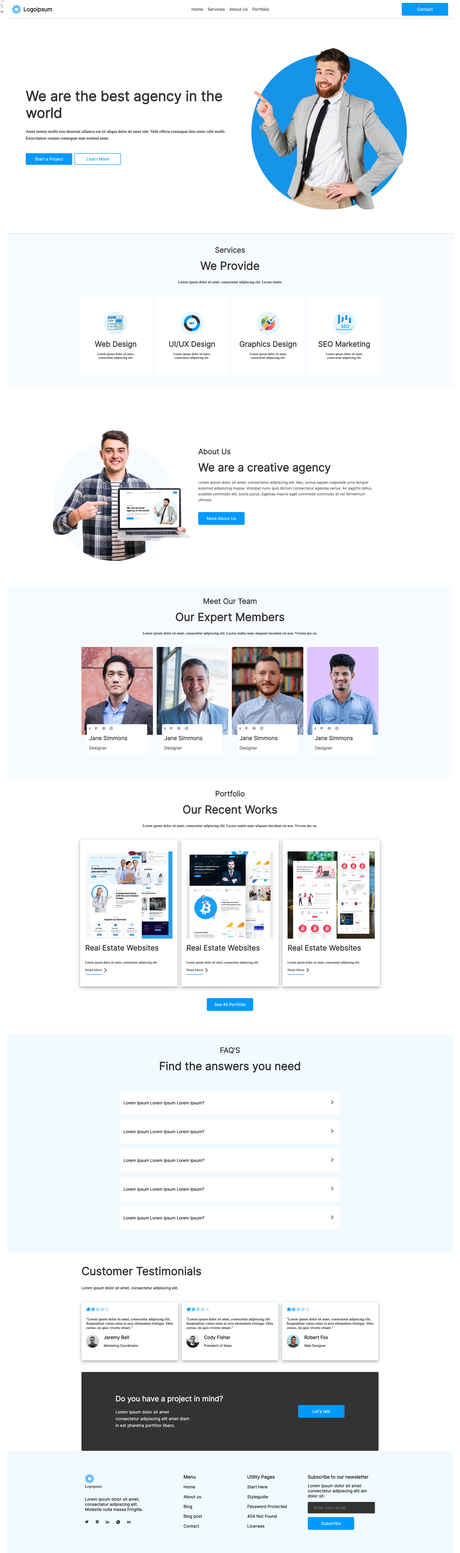 Logoipsum
Home Services About Us Portfolio
Contact
We are the best agency in the
world
Amet minim mollit non deserunt ullamco est sit aliqua dolor do amet sint. Velit officia consequat duis enim velit mollit.
Exercitation veniam consequat sunt nostrud amet.
Start a Project
Learn More
Services
We Provide
Lorem ipsum dolor sit amet, consectetur adipiscing elit. Lectus mattis
Web Design
Lorem ipsum dolor sit amet,
consectetur adipiscing elit.
UI/UX Design
Lorem ipsum dolor sit amet,
consectetur adipiscing elit.
Graphics Design
Lorem ipsum dolor sit amet,
consectetur adipiscing elit.
SEO
SEO Marketing
Lorem ipsum dolor sit amet,
consectetur adipiscing elit.
About Us
We are a creative agency
Lorem ipsum dolor sit amet, consectetur adipiscing elit. Nec, luctus sapien vulputate urna tempor
euismod adipiscing massa. Volutpat nunc quis dictum consectetur egestas varius. Ac sagittis tellus,
sodales commodo elit, sociis purus. Egestas mauris eget commodo commodo et vel fermentum
ultrices.
More About Us
Meet Our Team
Our Expert Members
Lorem ipsum dolor sit amet, consectetur adipiscing elit. Lectus mattis nunc aliquam tincidunt est non. Viverra nec eu.
Jane Simmons
Designer
Jane Simmons
Designer
Jane Simmons
Designer
Jane Simmons
Designer
Portfolio
Our Recent Works
Lorem ipsum dolor sit amet, consectetur adipiscing elit. Lectus mattis nunc aliquam tincidunt est non. Viverra nec eu.
Real Estate Websites
Lorem ipsum dolor sit amet, consectetur adipiscing elit.
Read More
Real Estate Websites
Lorem ipsum dolor sit amet, consectetur adipiscing elit.
Read More
Real Estate Websites
Lorem ipsum dolor sit amet, consectetur adipiscing elit.
Read More
See All Portfolio
FAQ'S
Find the answers you need
Lorem Ipsum Lorem Ipsum Lorem Ipsum?
Lorem Ipsum Lorem Ipsum Lorem Ipsum?
Lorem Ipsum Lorem Ipsum Lorem Ipsum?
Lorem Ipsum Lorem Ipsum Lorem Ipsum?
Lorem Ipsum Lorem Ipsum Lorem Ipsum?
Customer Testimonials
Lorem ipsum dolor sit amet, consectetur adipiscing elit.
"Lorem ipsum dolor sit amet, consectetur adipiscing elit.
Suspendisse varius enim in eros elementum tristique. Duis
cursus, mi quis viverra ornare."
Jeremy Bell
Marketing Coordinator
"Lorem ipsum dolor sit amet, consectetur adipiscing elit.
Suspendisse varius enim in eros elementum tristique. Duis
cursus, mi quis viverra ornare."
Cody Fisher
President of Sales
"Lorem ipsum dolor sit amet, consectetur adipiscing elit.
Suspendisse varius enim in eros elementum tristique. Duis
cursus, mi quis viverra ornare."
Robert Fox
Web Designer
Do you have a project in mind?
Lorem ipsum dolor sit amet
consectetur adipiscing elit amet diam
in est pharetra porttitor libero.
Let's talk
Logoipsum
Lorem ipsum dolor sit amet,
consectetur adipiscing elit.
Molestie nulla massa fringilla.
Menu
Home
About us
Blog
Blog post
Contact
Utility Pages
Start Here
Styleguide
Password Protected
404 Not Found
Licenses
Subscribe to our newsletter
Lorem ipsum dolor sit amet
consectetur adipiscing elit am
dolor sit.
Enter your email
Subscribe